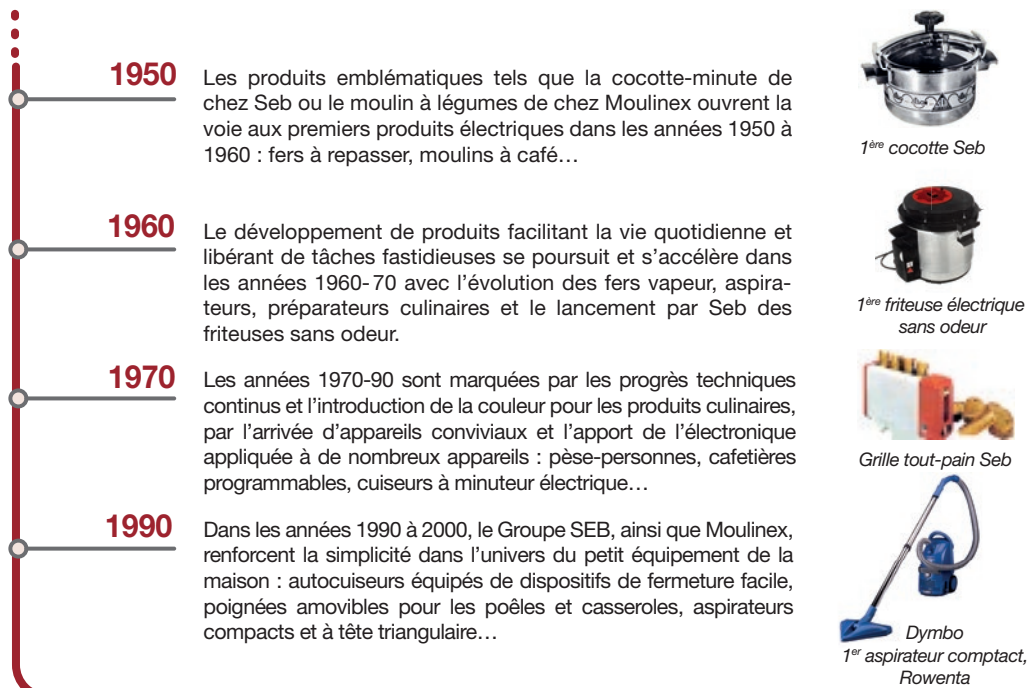 1950
Les produits emblématiques tels que la cocotte-minute de
chez Seb ou le moulin à légumes de chez Moulinex ouvrent la
voie aux premiers produits électriques dans les années 1950 à
1960 : fers à repasser, moulins à café…
1ère cocotte Seb
1960
Le développement de produits facilitant la vie quotidienne et
libérant de tâches fastidieuses se poursuit et s’accélère dans
les années 1960-70 avec l’évolution des fers vapeur, aspira-
teurs, préparateurs culinaires et le lancement par Seb des
friteuses sans odeur.
1ère friteuse électrique
sans odeur
1970
Les années 1970-90 sont marquées par les progrès techniques
continus et l’introduction de la couleur pour les produits culinaires,
par l’arrivée d’appareils conviviaux et l’apport de l’électronique
appliquée à de nombreux appareils : pèse-personnes, cafetières
programmables, cuiseurs à minuteur électrique…
Grille tout-pain Seb
1990
Dans les années 1990 à 2000, le Groupe SEB, ainsi que Moulinex,
renforcent la simplicité dans l’univers du petit équipement de la
maison : autocuiseurs équipés de dispositifs de fermeture facile,
poignées amovibles pour les poêles et casseroles, aspirateurs
compacts et à tête triangulaire…
Dymbo
1er aspirateur comptact,
Rowenta